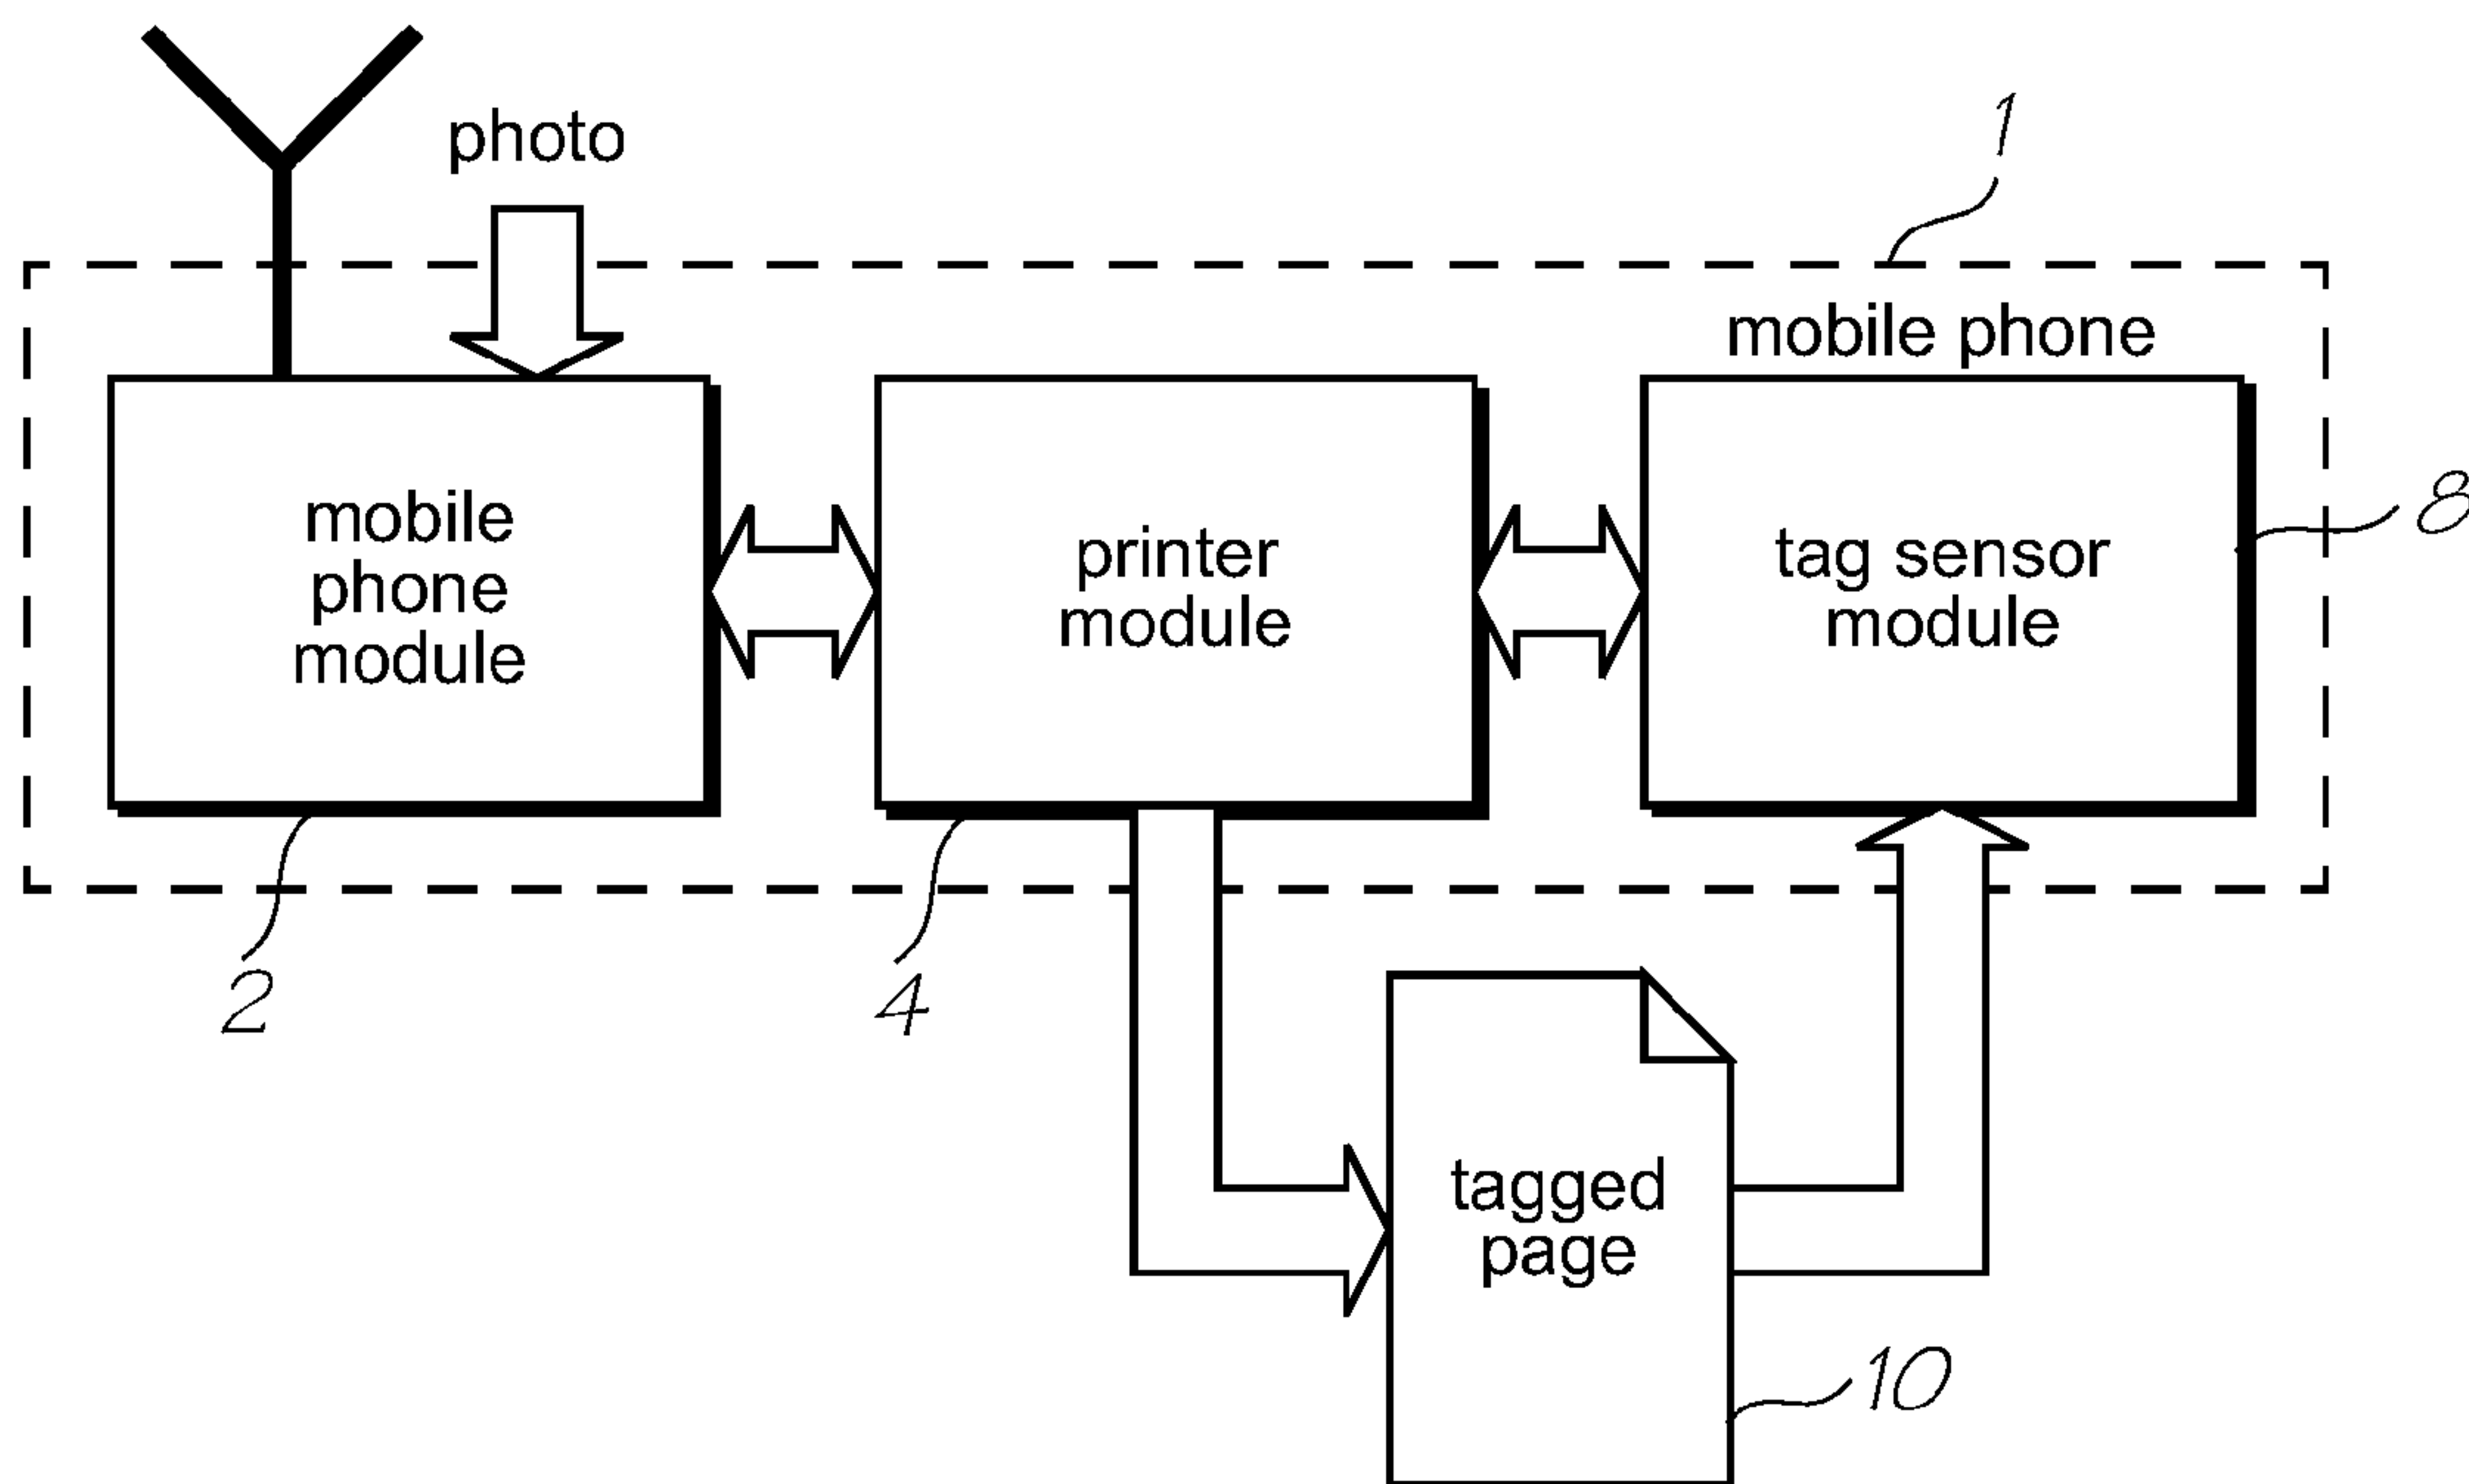 photo
1
mobile phone
mobile
phone
module
printer
module
tag sensor
module
8
2
4
tagged
page
10